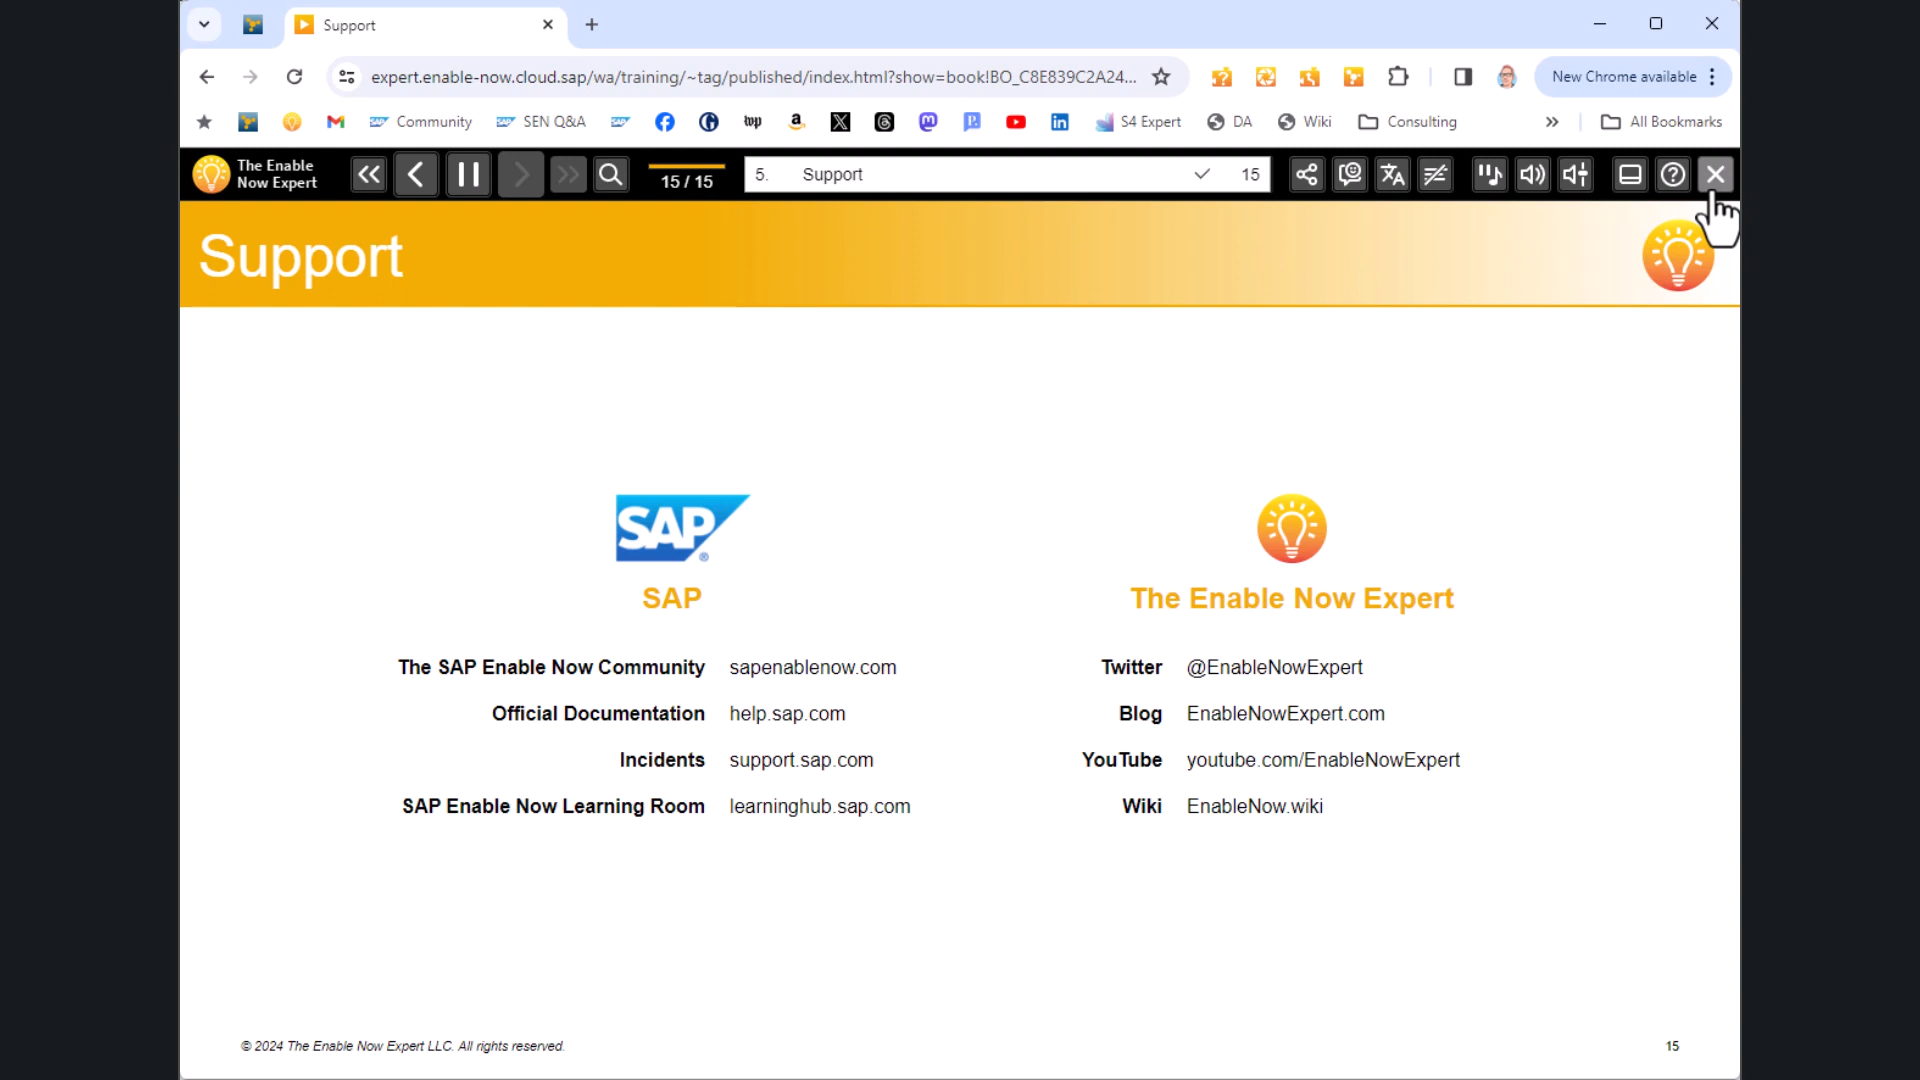 Support
expert.enable-now.cloud.sap/wa/training/~tag/published/index.html?show=book!BO_C8E839C2A24...
New Chrome available
Community
SEN Q&A
S4 Expert
DA
Wiki
Consulting
All Bookmarks
The Enable
Now Expert
15 / 15
5. Support 15
Support
SAP
SAP
The SAP Enable Now Community sapenablenow.com
Official Documentation help.sap.com
Incidents support.sap.com
SAP Enable Now Learning Room learninghub.sap.com
The Enable Now Expert
Twitter @EnableNowExpert
Blog EnableNowExpert.com
YouTube youtube.com/EnableNowExpert
Wiki EnableNow.wiki
© 2024 The Enable Now Expert LLC. All rights reserved.
15